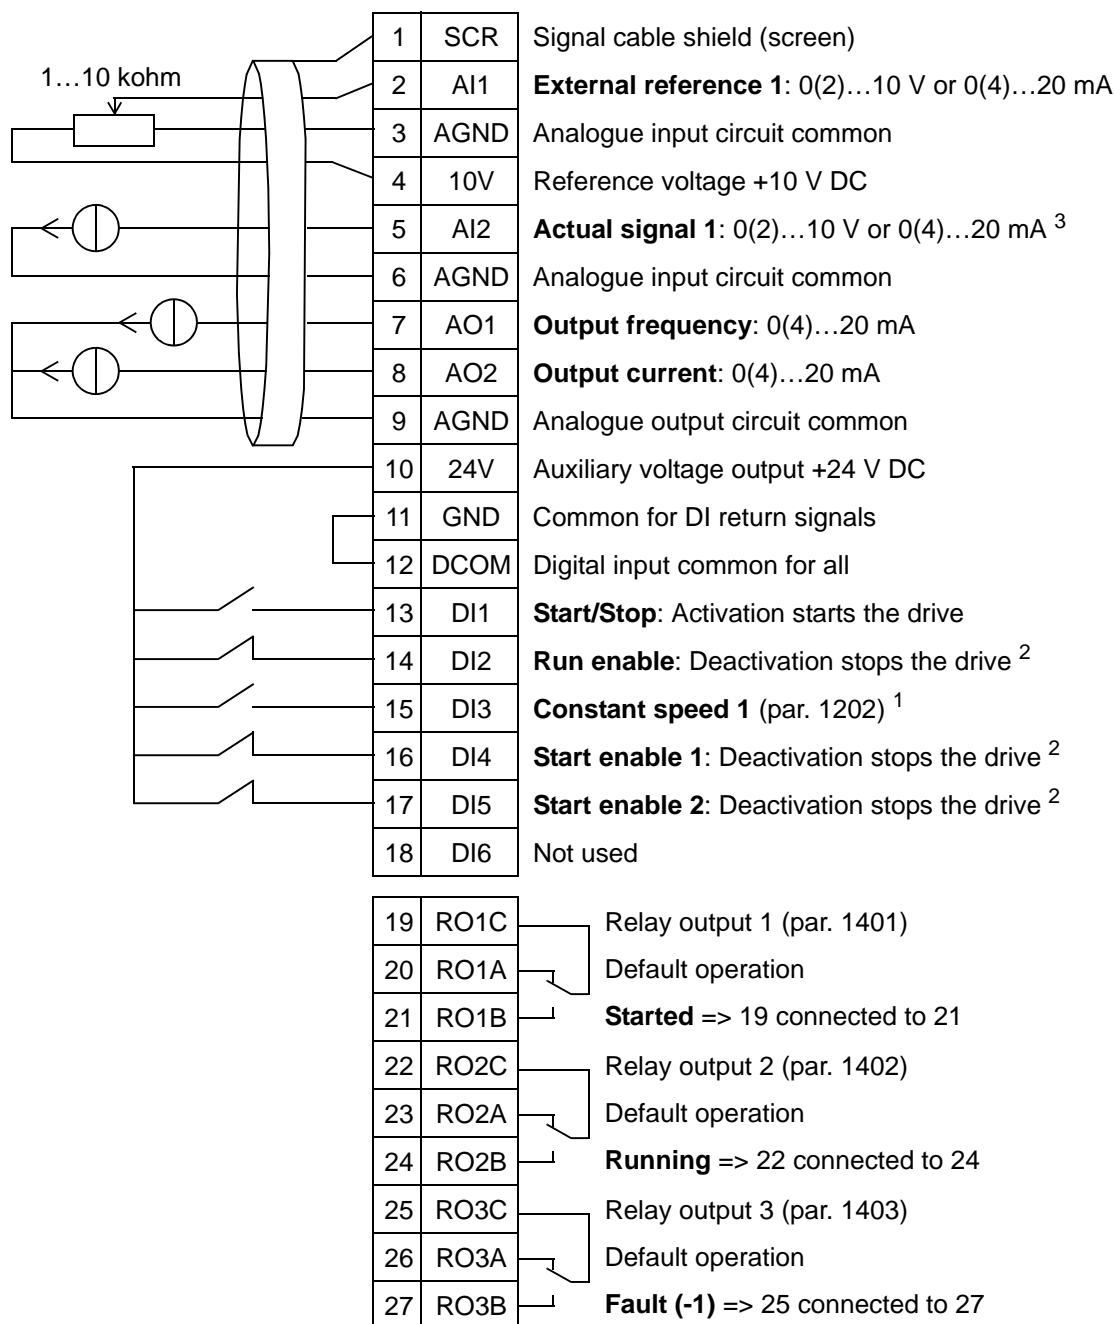 1 SCR Signal cable shield (screen)
1…10 kohm
2 AI1 External reference 1: 0(2)…10 V or 0(4)…20 mA
3 AGND Analogue input circuit common
4 10V Reference voltage +10 V DC
5 AI2 Actual signal 1: 0(2)…10 V or 0(4)…20 mA 3
6 AGND Analogue input circuit common
7 AO1 Output frequency: 0(4)…20 mA
8 AO2 Output current: 0(4)…20 mA
9 AGND Analogue output circuit common
10 24V Auxiliary voltage output +24 V DC
11 GND Common for DI return signals
12 DCOM Digital input common for all
13 DI1 Start/Stop: Activation starts the drive
14 DI2 Run enable: Deactivation stops the drive 2
15 DI3 Constant speed 1 (par. 1202) 1
16 DI4 Start enable 1: Deactivation stops the drive 2
17 DI5 Start enable 2: Deactivation stops the drive 2
18 DI6 Not used
19 RO1C Relay output 1 (par. 1401)
20 RO1A Default operation
21 RO1B Started => 19 connected to 21
22 RO2C Relay output 2 (par. 1402)
23 RO2A Default operation
24 RO2B Running => 22 connected to 24
25 RO3C Relay output 3 (par. 1403)
26 RO3A Default operation
27 RO3B Fault (-1) => 25 connected to 27